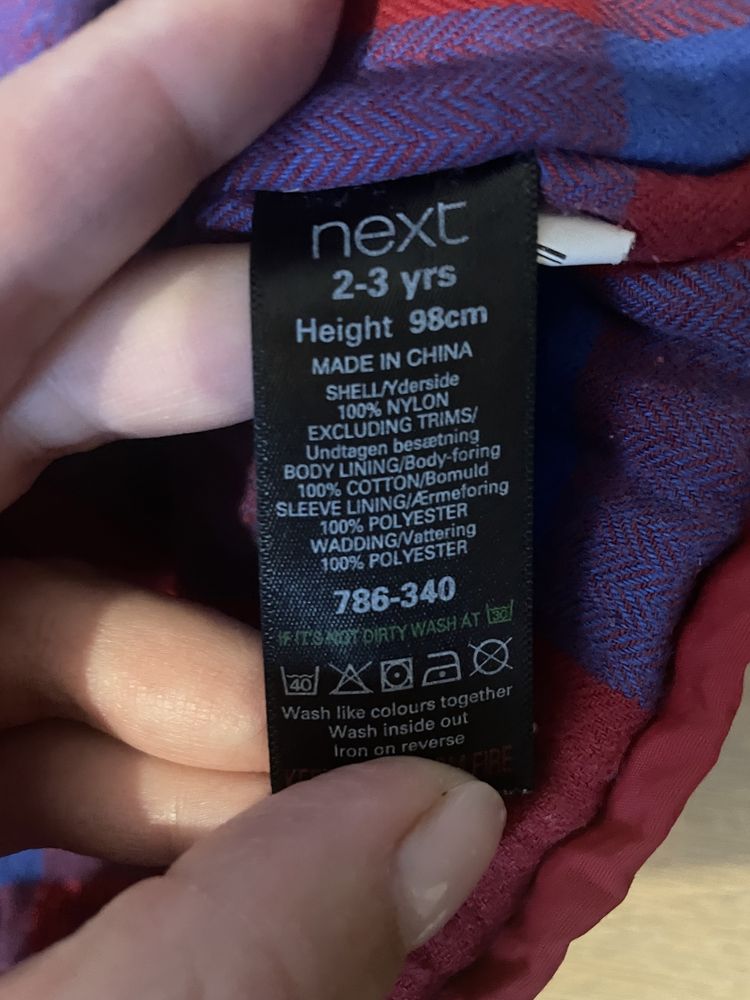 next
2-3 yrs
Height 98cm
MADE IN CHINA
SHELL/Yderside
100% NYLON
EXCLUDING TRIMS/
Undtagen besætning
BODY LINING/Body-foring
100% COTTON/Bomuld
SLEEVE LINING/Ærmeforing
100% POLYESTER
WADDING/Vattering
100% POLYESTER
786-340
IF IT'S NOT DIRTY WASH AT 30
40
Wash like colours together
Wash inside out
Iron on reverse
FIRE